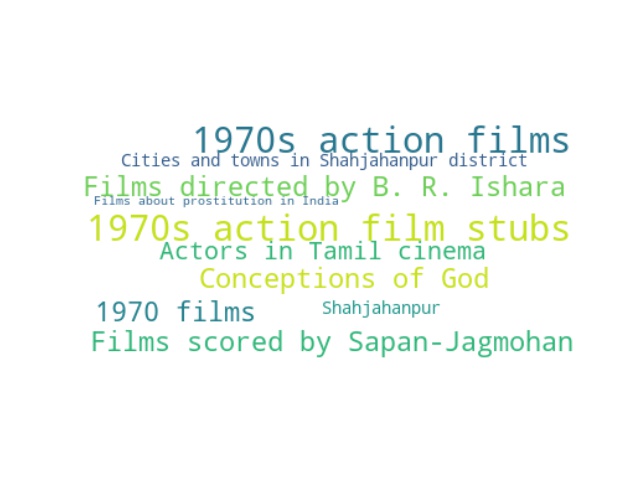 1970s action films
Cities and towns in Shahjahanpur district
Films directed by B. R. Ishara
Films about prostitution in India
1970s action film stubs
Actors in Tamil cinema
Conceptions of God
1970 films
Shahjahanpur
Films scored by Sapan-Jagmohan